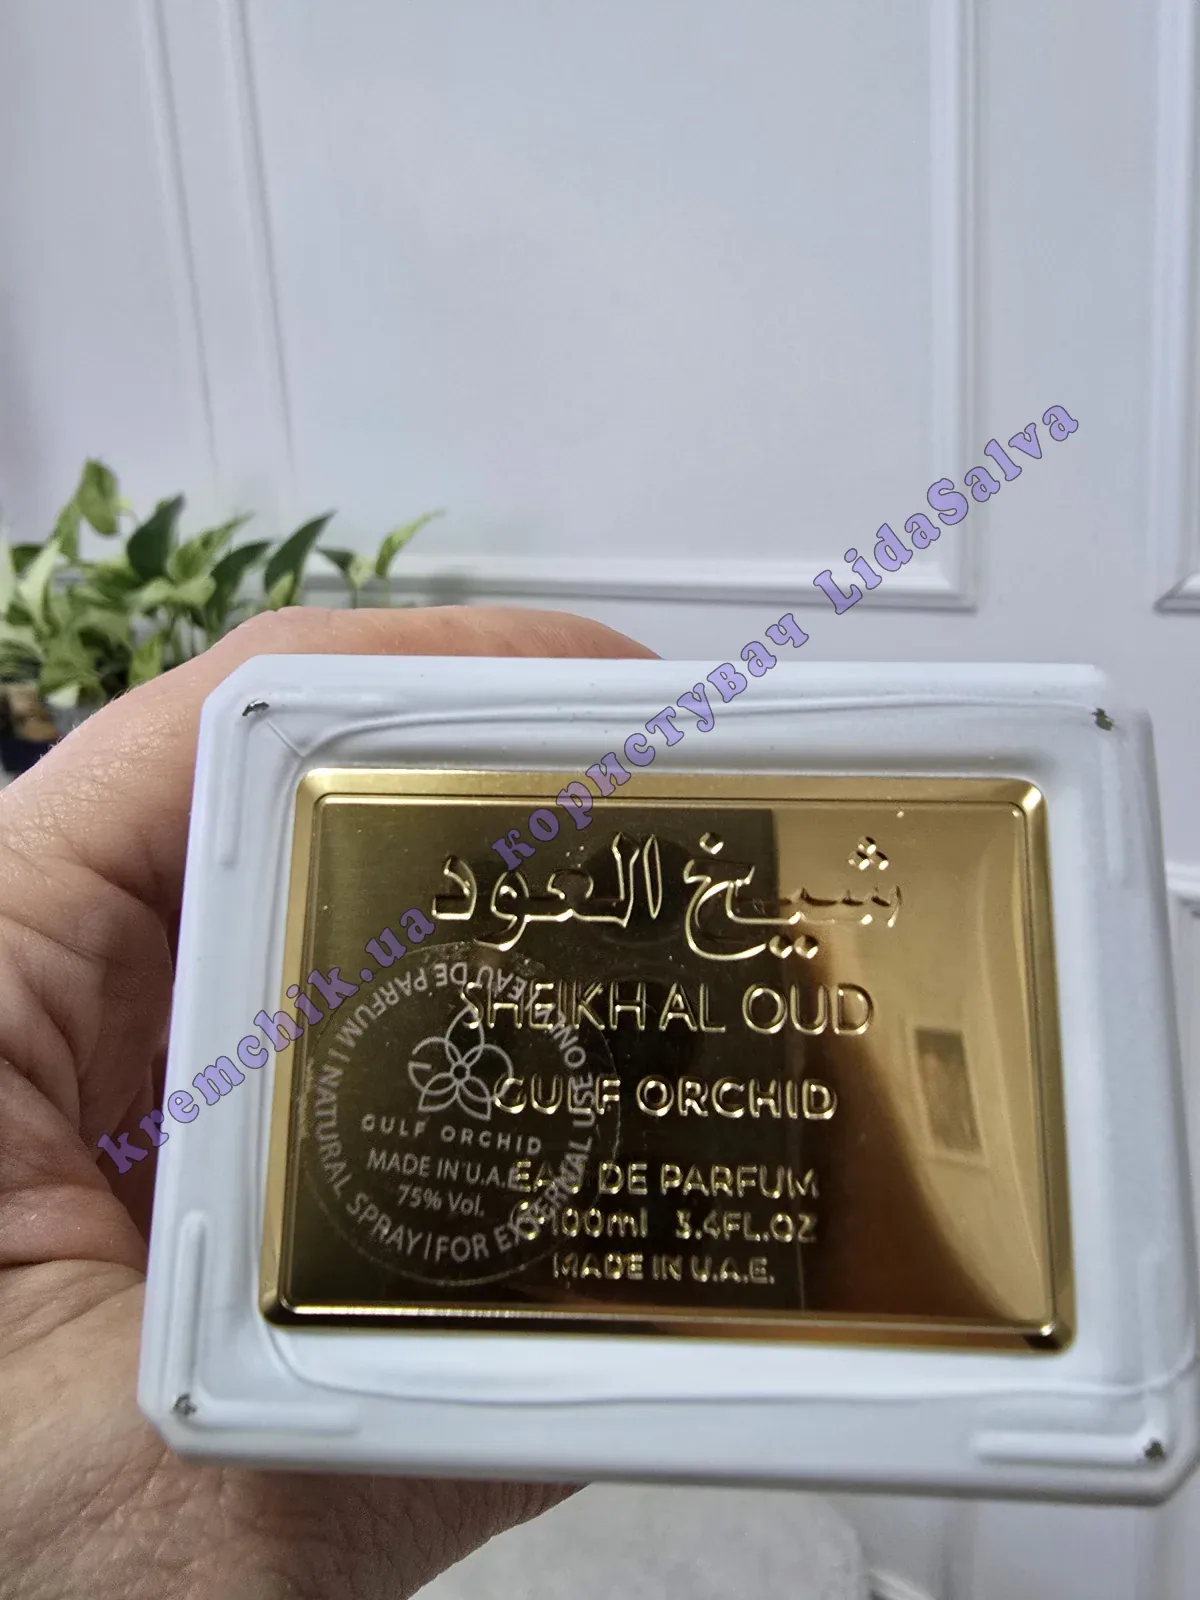 شيخ العود
SHEIKH AL OUD
GULF ORCHID
EAU DE PARFUM
100ml 3.4FL.OZ
MADE IN U.A.E.
EAU DE PARFUM | NATURAL SPRAY | FOR EXTERNAL USE ONLY
GULF ORCHID
MADE IN U.A.E
75% Vol.
kremchik.ua користувач LidaSalva